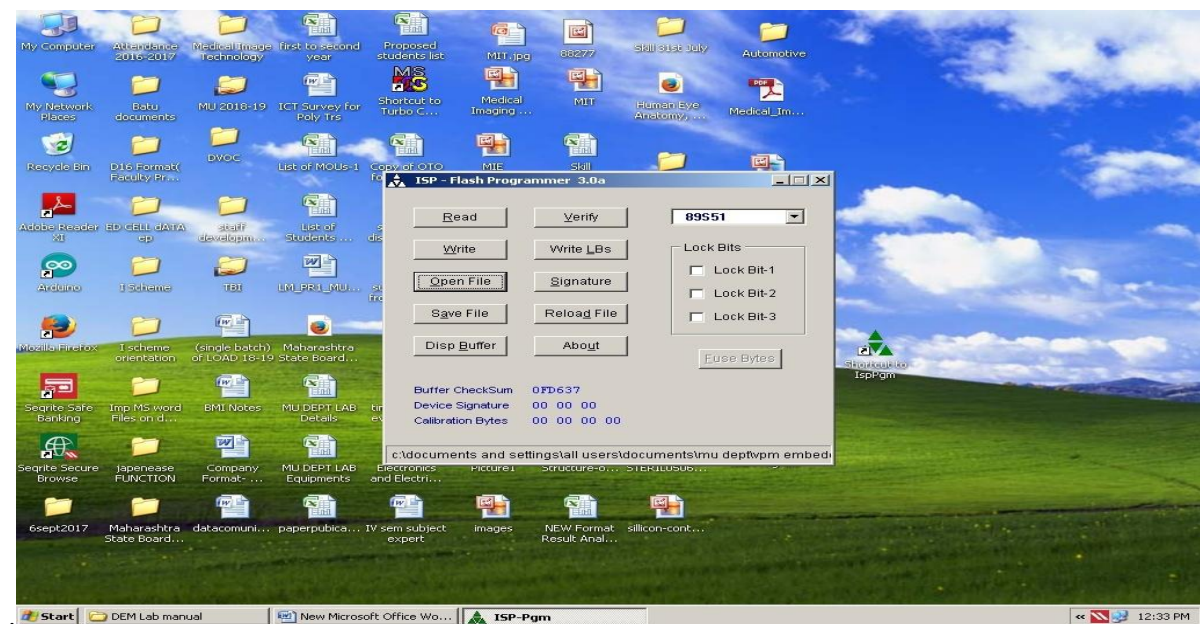 My Computer
Attendance
2016-2017
Medical Image
Technology
first to second
year
Proposed
students list
MIT.jpg
88277
Skill 31st July
Automotive
My Network
Places
Batu
documents
MU 2018-19
ICT Survey for
Poly Trs
Shortcut to
Turbo C...
Medical
Imaging ...
MIT
Human Eye
Anatomy, ...
Medical_Im...
Recycle Bin
D16 Format(
Faculty Pr...
DVOC
List of MOUs-1
Copy of OTO
MIE
Skill
Adobe Reader
XI
ED CELL dATA
ep
staff
developm...
List of
Students ...
Arduino
I Scheme
TBI
LM_PR1_MU...
Mozilla Firefox
I scheme
orientation
(single batch)
of LOAD 18-19
Maharashtra
State Board...
Seqrite Safe
Banking
Imp MS word
Files on d...
BMI Notes
MU DEPT LAB
Details
Seqrite Secure
Browse
japenease
FUNCTION
Company
Format- ...
MU DEPT LAB
Equipments
Electronics
and Electri...
Picture1
Structure-o...
6sept2017
Maharashtra
State Board...
datacomuni...
paperpubica...
IV sem subject
expert
images
NEW Format
Result Anal...
sillicon-cont...
Shortcut to
IspPgm
ISP - Flash Programmer 3.0a
Read
Verify
89S51
Write
Write LBs
Lock Bits
Open File
Signature
Lock Bit-1
Lock Bit-2
Save File
Reload File
Lock Bit-3
Disp Buffer
About
Fuse Bytes
Buffer CheckSum 0FD637
Device Signature 00 00 00
Calibration Bytes 00 00 00 00
c:\documents and settings\all users\documents\mu dept\vpm embed
Start
DEM Lab manual
New Microsoft Office Wo...
ISP-Pgm
12:33 PM